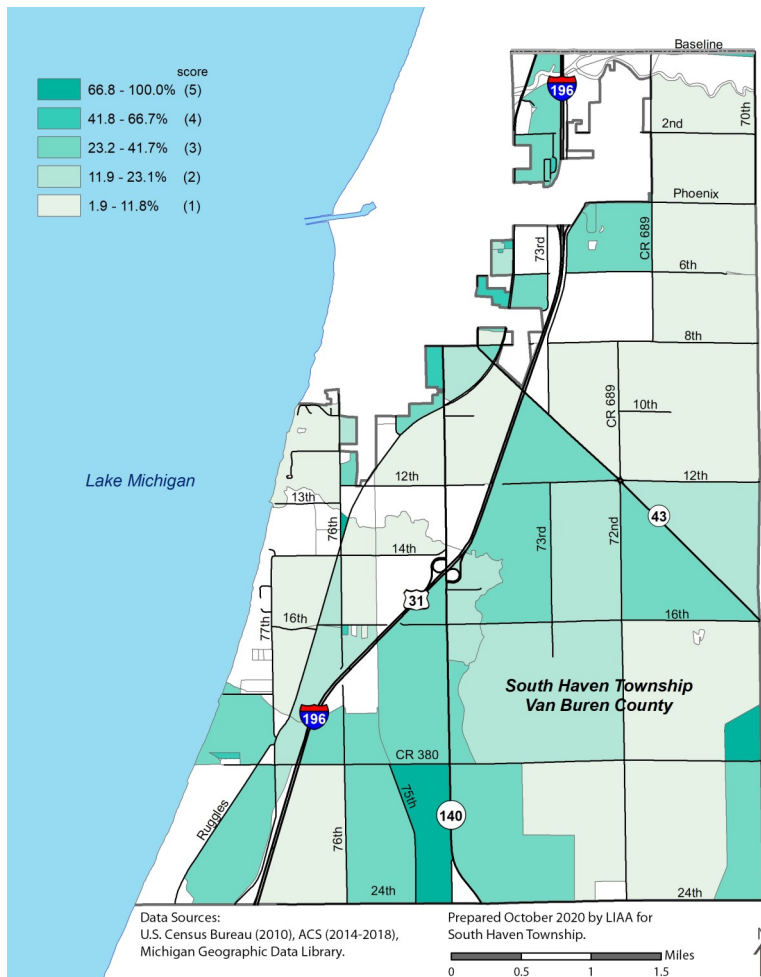 score
66.8 - 100.0% (5)
41.8 - 66.7% (4)
23.2 - 41.7% (3)
11.9 - 23.1% (2)
1.9 - 11.8% (1)
Baseline
196
2nd
70th
Phoenix
73rd
CR 689
6th
8th
CR 689
10th
Lake Michigan
12th
12th
13th
76th
43
73rd
72nd
14th
31
16th
16th
77th
South Haven Township
Van Buren County
196
CR 380
Ruggles
75th
140
76th
24th
24th
Data Sources:
U.S. Census Bureau (2010), ACS (2014-2018),
Michigan Geographic Data Library.
Prepared October 2020 by LIAA for
South Haven Township.
N
Miles
0 0.5 1 1.5